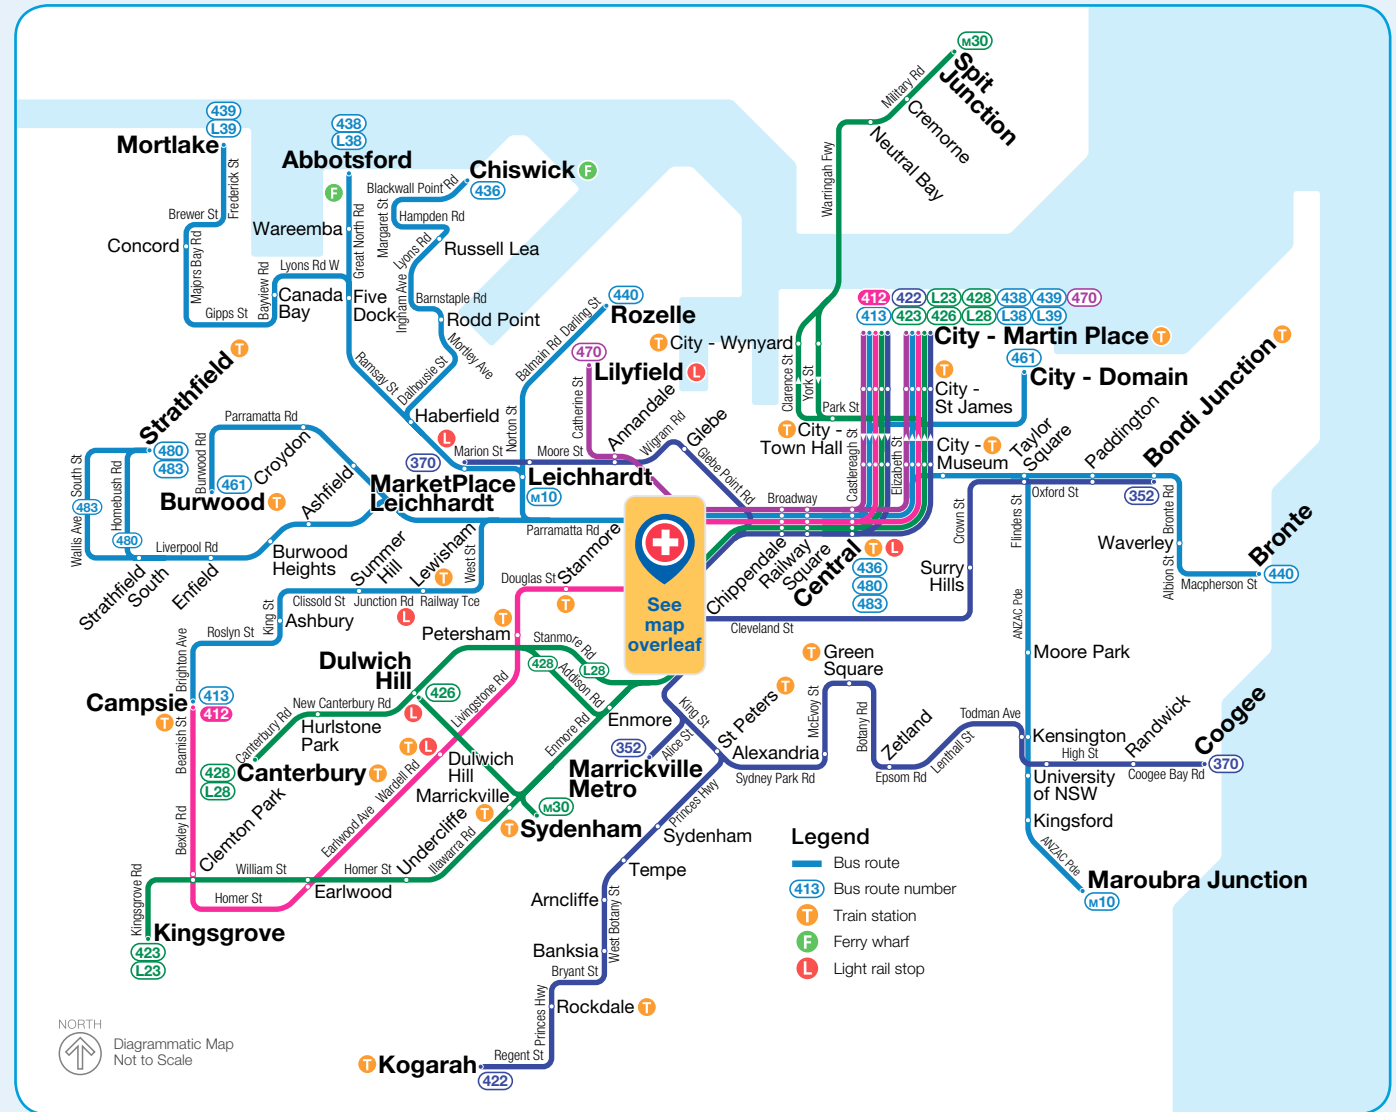 M30
Spit
Junction
Military Rd
Cremorne
Neutral Bay
Warringah Fwy
439
L39
Mortlake
Frederick St
Brewer St
Concord
Majors Bay Rd
Gipps St
Bayview Rd
Canada
Bay
Lyons Rd W
438
L38
Abbotsford
F
Wareemba
Great North Rd
Five
Dock
Chiswick F
436
Blackwall Point Rd
Margaret St
Hampden Rd
Lyons Rd
Russell Lea
Ingham Ave
Barnstaple Rd
Rodd Point
Mortley Ave
Ramsay St
Dalhousie St
Haberfield
L
440
Rozelle
Darling St
Balmain Rd
Norton St
470
Lilyfield L
Catherine St
Annandale
Wigram Rd
Glebe
Glebe Point Rd
T City - Wynyard
Clarence St
York St
Park St
T City -
Town Hall
412 422 L23 428 438 439 470
413 423 426 L28 L38 L39
City - Martin Place T
T
City -
St James
461
City - Domain
City - T
Museum
Castlereagh St
Elizabeth St
Taylor
Square
Paddington
Bondi Junction T
Oxford St
352
Strathfield T
480
483
Parramatta Rd
Burwood Rd
Croydon
Ashfield
461
Burwood T
Wallis Ave
South St
483
Homebush Rd
480
Liverpool Rd
Strathfield
South
Enfield
Burwood
Heights
370
MarketPlace
Leichhardt
Marion St
Moore St
Leichhardt
M10
Parramatta Rd
Stanmore
Broadway
Chippendale
Railway
Square
Central T L
436
480
483
Crown St
Surry
Hills
Cleveland St
Flinders St
ANZAC Pde
Bronte Rd
Waverley
Albion St
Macpherson St
Bronte
440
See
map
overleaf
Summer
Hill
Lewisham
T
West St
Clissold St
Junction Rd
Railway Tce
L
King St
Ashbury
Roslyn St
Brighton Ave
Douglas St
T
T
Petersham
Stanmore Rd
428
L28
Addison Rd
Campsie
T
413
412
Beamish St
Bexley Rd
Dulwich
Hill
426
L
New Canterbury Rd
Hurlstone
Park
Canterbury Rd
428
L28
Canterbury T
Livingstone Rd
T L
Dulwich
Hill
Wardell Rd
Marrickville
T
Enmore
Enmore Rd
352
Alice St
Marrickville
Metro
M30
T Sydenham
King St
St Peters T
T Green
Square
Alexandria
Sydney Park Rd
McEvoy St
Botany Rd
Zetland
Epsom Rd
Lenthall St
Todman Ave
Moore Park
Kensington
High St
Randwick
Coogee
Coogee Bay Rd
370
University
of NSW
Kingsford
ANZAC Pde
Maroubra Junction
M10
Princes Hwy
Sydenham
Tempe
Arncliffe
West Botany St
Banksia
Bryant St
Princes Hwy
Rockdale T
Regent St
T Kogarah
422
Clemton Park
Earlwood Ave
Undercliffe
Illawarra Rd
William St
Homer St
Earlwood
Homer St
Kingsgrove Rd
Kingsgrove
423
L23
Legend
Bus route
413 Bus route number
T Train station
F Ferry wharf
L Light rail stop
NORTH
Diagrammatic Map
Not to Scale